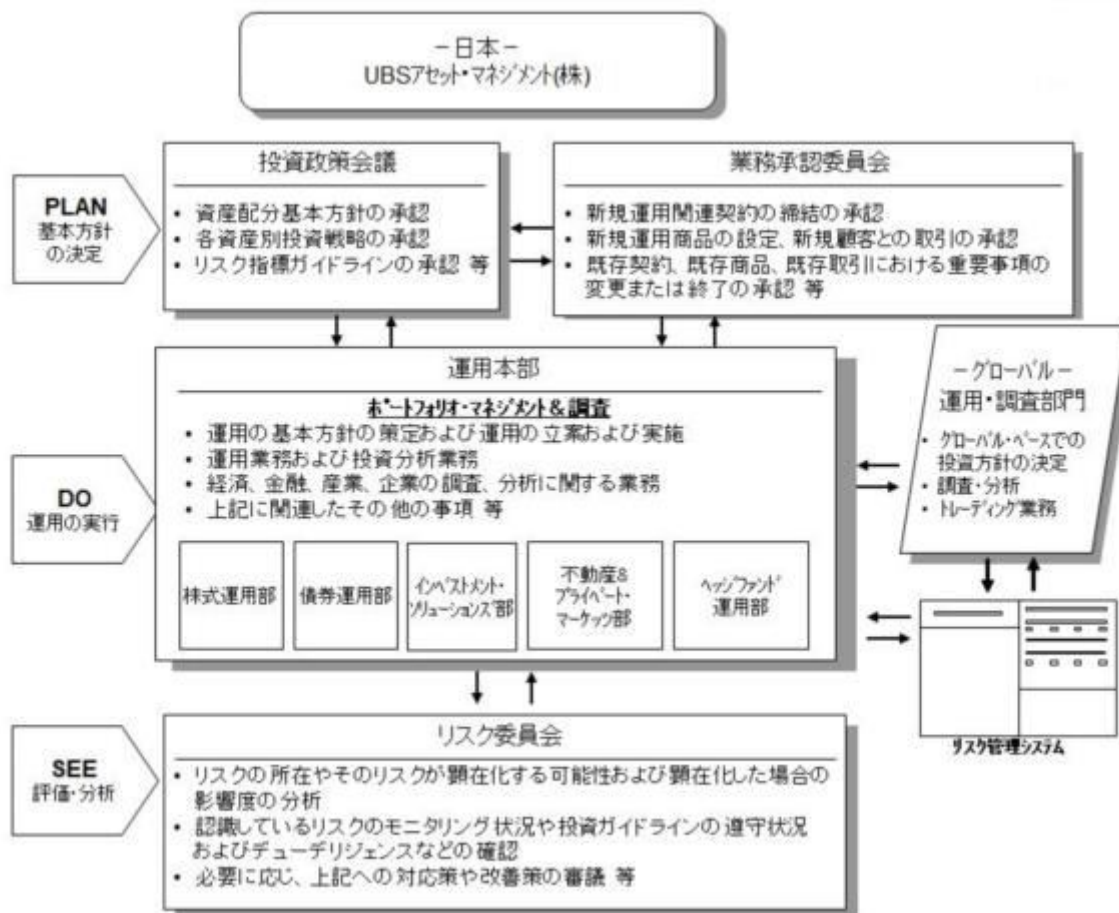 －日本－
UBSアセット・マネジメント(株)
PLAN
基本方針
の決定
投資政策会議
• 資産配分基本方針の承認
• 各資産別投資戦略の承認
• リスク指標ガイドラインの承認 等
業務承認委員会
• 新規運用関連契約の締結の承認
• 新規運用商品の設定、新規顧客との取引の承認
• 既存契約、既存商品、既存取引における重要事項の
変更または終了の承認 等
DO
運用の実行
運用本部
ポートフォリオ・マネジメント＆調査
• 運用の基本方針の策定および運用の立案および実施
• 運用業務および投資分析業務
• 経済、金融、産業、企業の調査、分析に関する業務
• 上記に関連したその他の事項 等
株式運用部
債券運用部
インベストメント・
ソリューションズ部
不動産&
プライベート・
マーケッツ部
ヘッジファンド
運用部
－グローバル－
運用・調査部門
• グローバル・ベースでの
投資方針の決定
• 調査・分析
• トレーディング業務
リスク管理システム
SEE
評価・分析
リスク委員会
• リスクの所在やそのリスクが顕在化する可能性および顕在化した場合の
影響度の分析
• 認識しているリスクのモニタリング状況や投資ガイドラインの遵守状況
およびデューデリジェンスなどの確認
• 必要に応じ、上記への対応策や改善策の審議 等